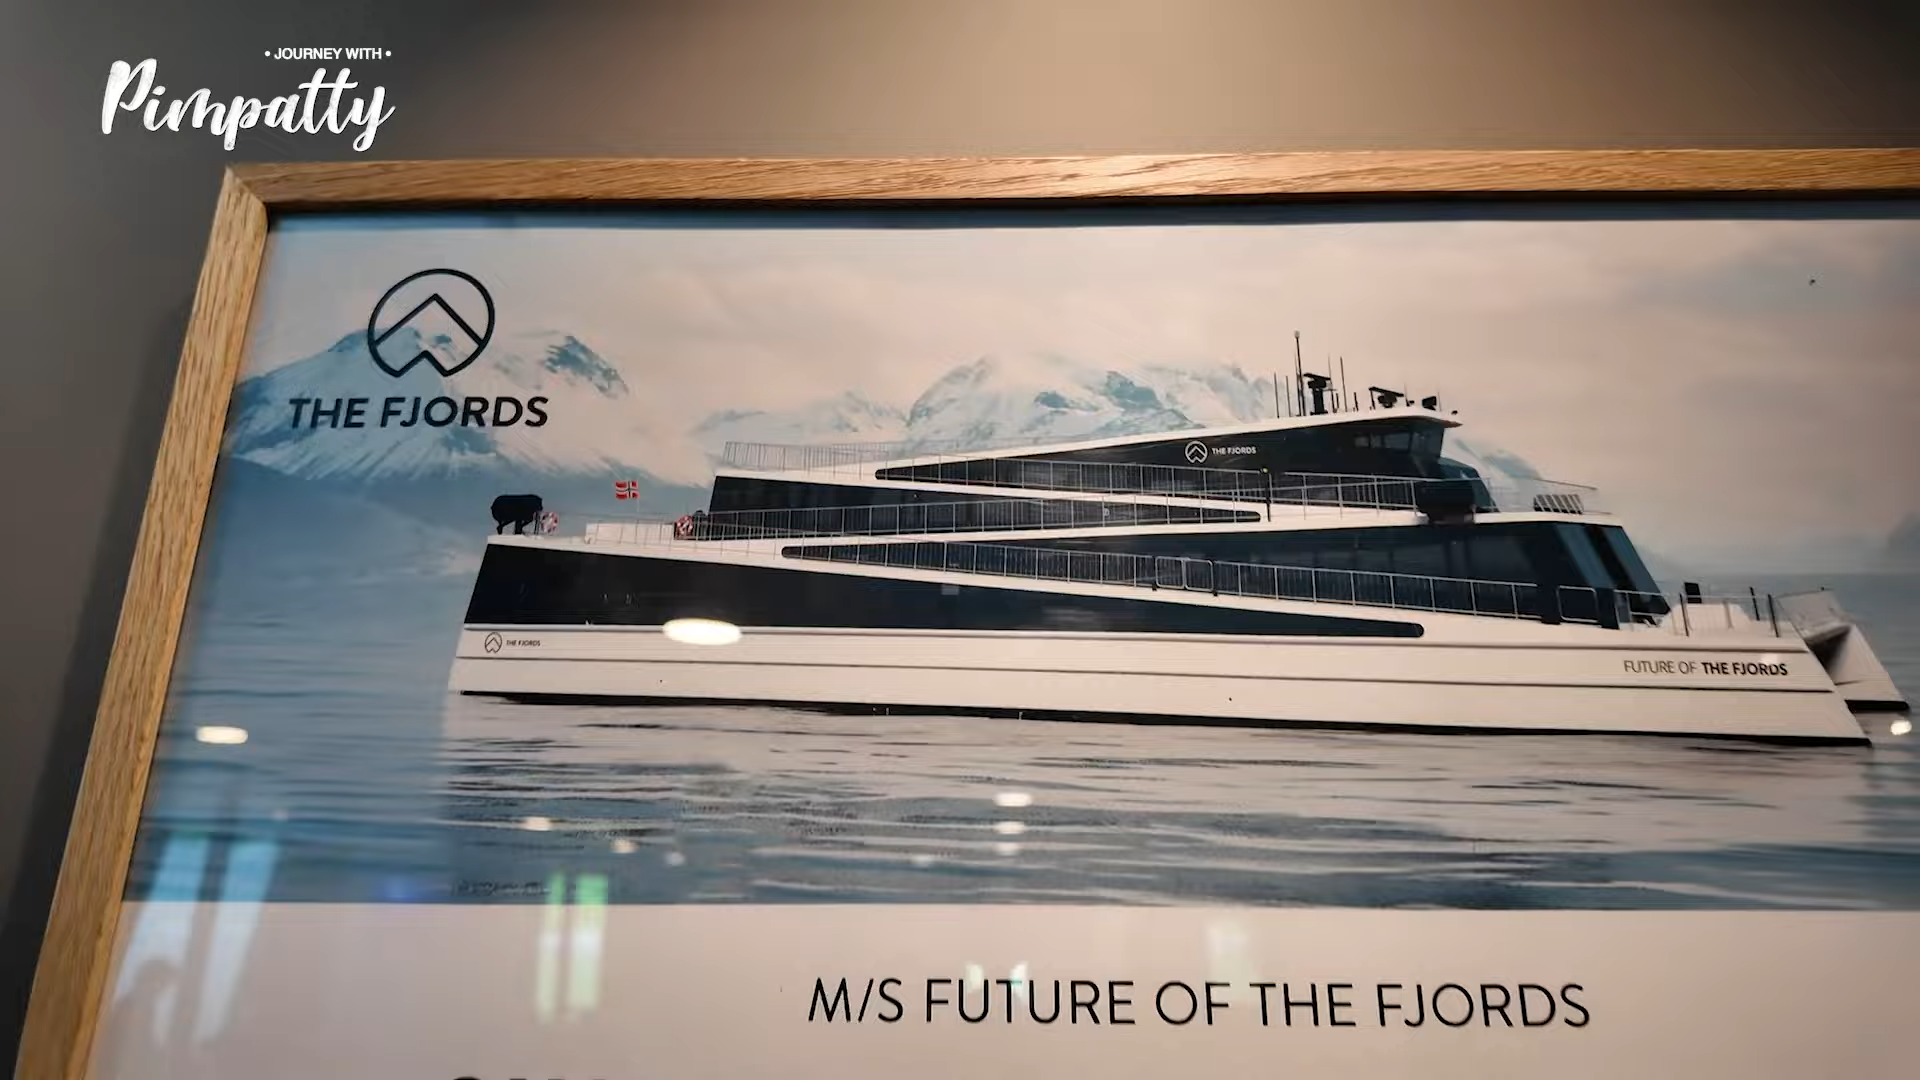 • JOURNEY WITH •
Pimpatty
THE FJORDS
THE FJORDS
THE FJORDS
FUTURE OF THE FJORDS
M/S FUTURE OF THE FJORDS